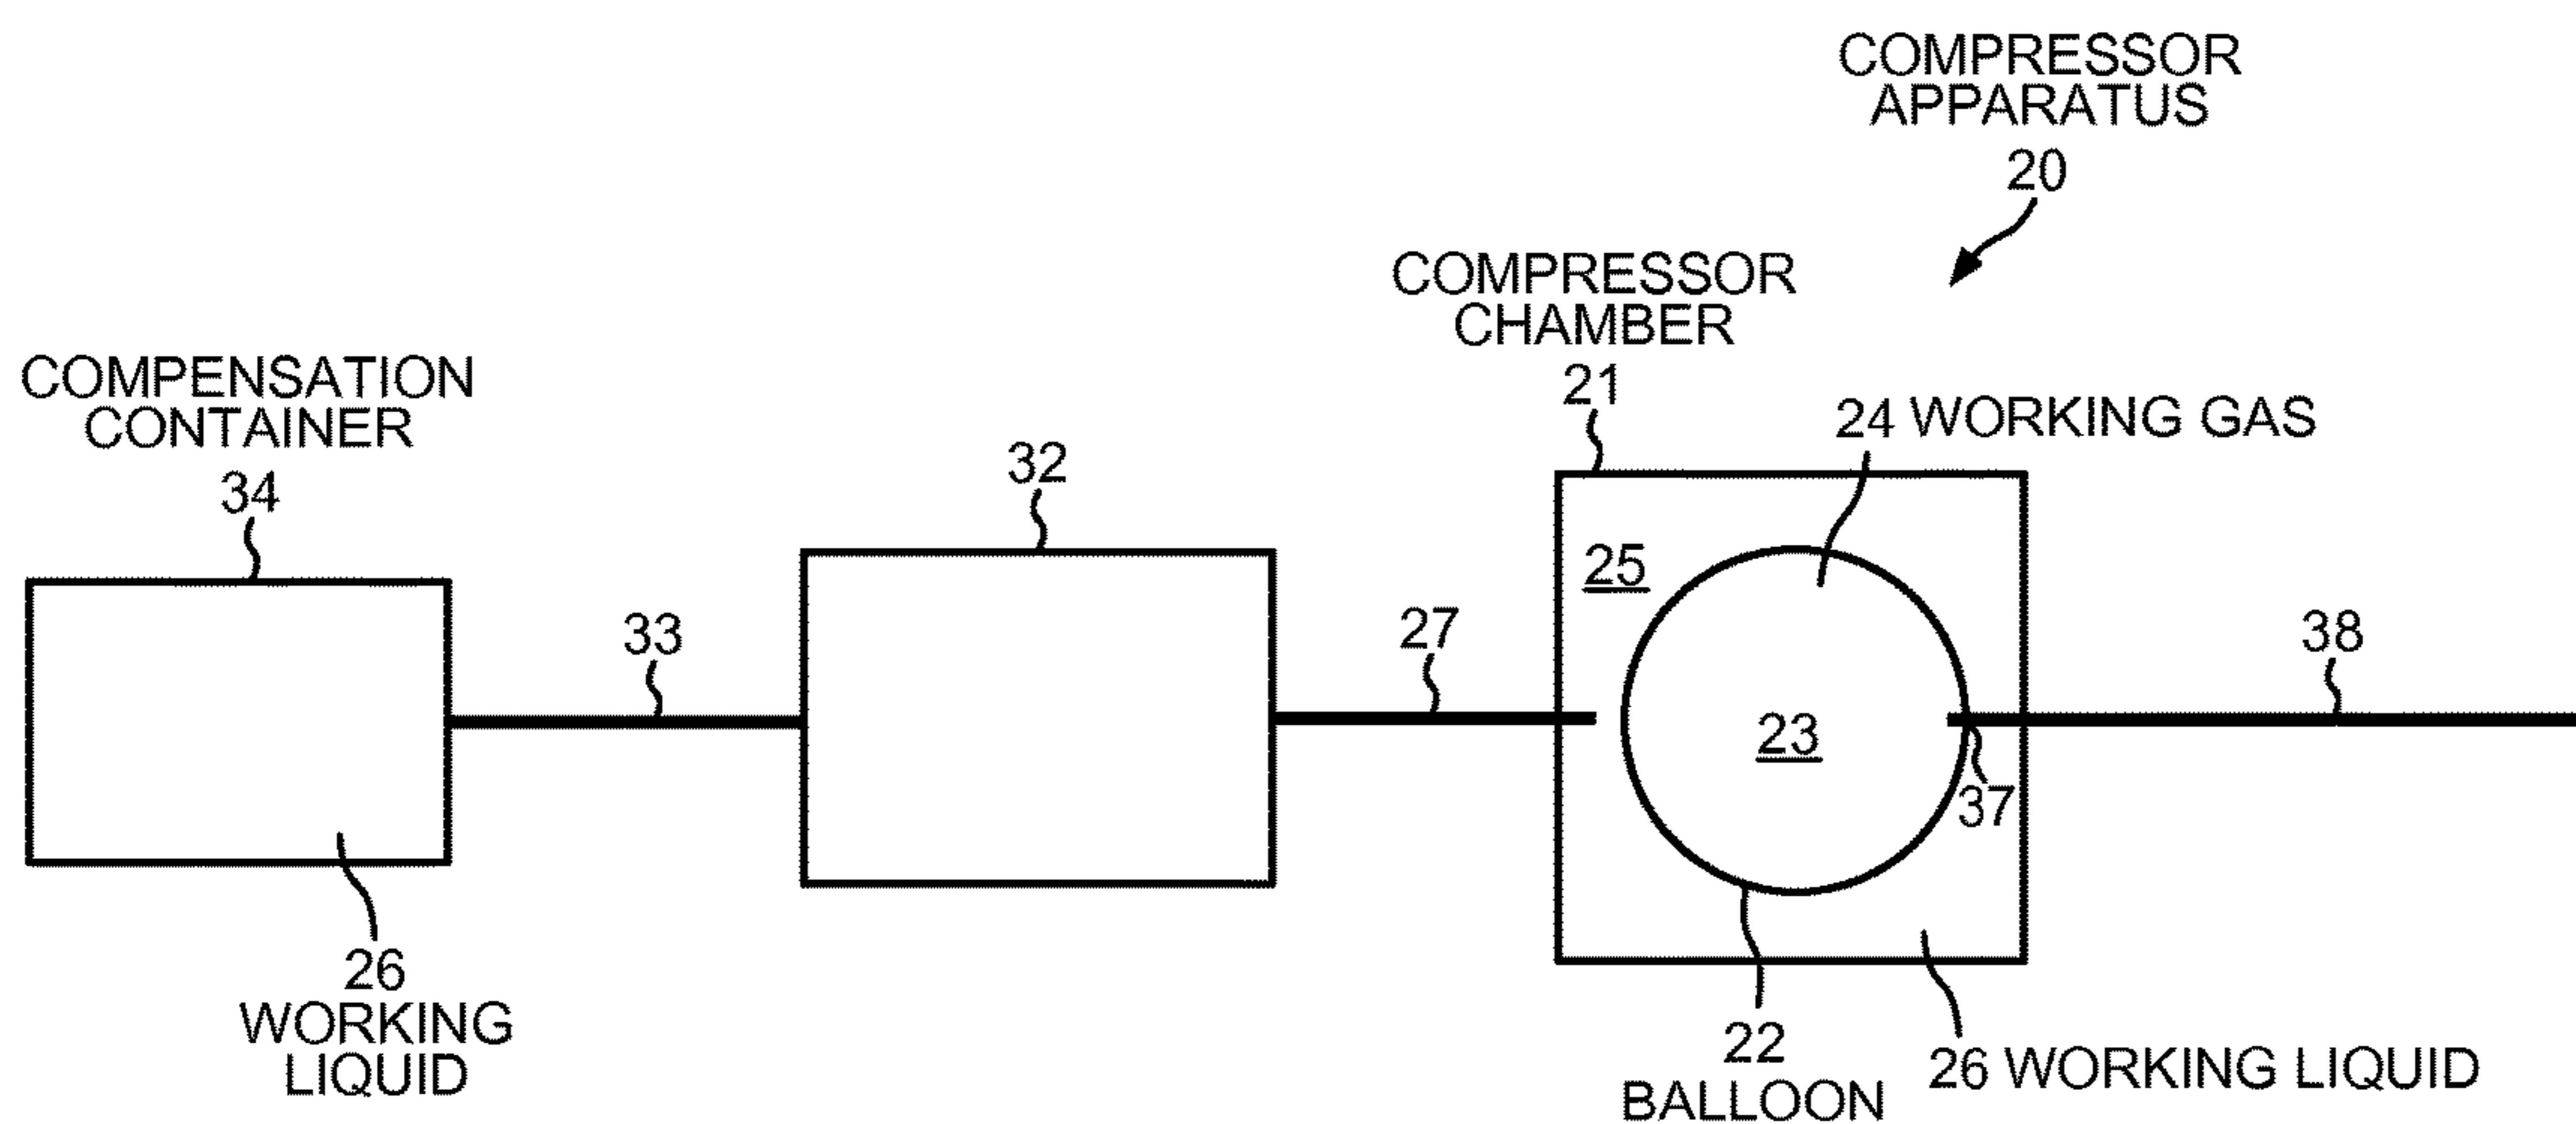 COMPRESSOR
APPARATUS
20
COMPRESSOR
CHAMBER
21
COMPENSATION
CONTAINER
34
32
24 WORKING GAS
25
33
27
38
23
37
26
WORKING
LIQUID
22
BALLOON
26 WORKING LIQUID